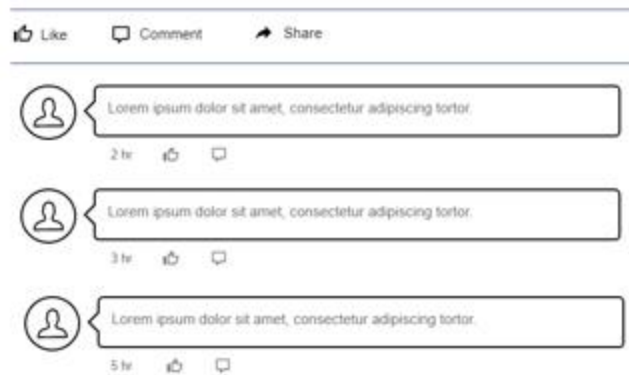 Like Comment Share
Lorem ipsum dolor sit amet, consectetur adipiscing tortor.
2 hr
Lorem ipsum dolor sit amet, consectetur adipiscing tortor.
3 hr
Lorem ipsum dolor sit amet, consectetur adipiscing tortor.
5 hr